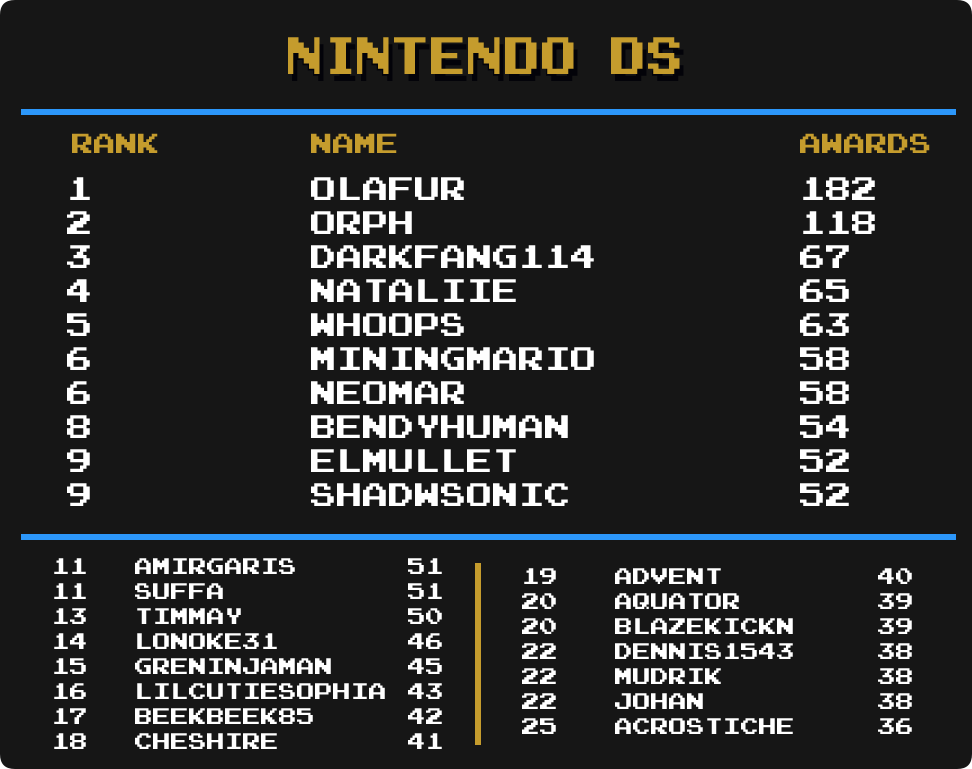 NINTENDO DS
RANK NAME AWARDS
1 OLAFUR 182
2 ORPH 118
3 DARKFANG114 67
4 NATALIIE 65
5 WHOOPS 63
6 MININGMARIO 58
6 NEOMAR 58
8 BENDYHUMAN 54
9 ELMULLET 52
9 SHADWSONIC 52
11 AMIRGARIS 51
11 SUFFA 51
13 TIMMAY 50
14 LONOKE31 46
15 GRENINJAMAN 45
16 LILCUTIESOPHIA 43
17 BEEKBEEK85 42
18 CHESHIRE 41
19 ADVENT 40
20 AQUATOR 39
20 BLAZEKICKN 39
22 DENNIS1543 38
22 MUDRIK 38
22 JOHAN 38
25 ACROSTICHE 36